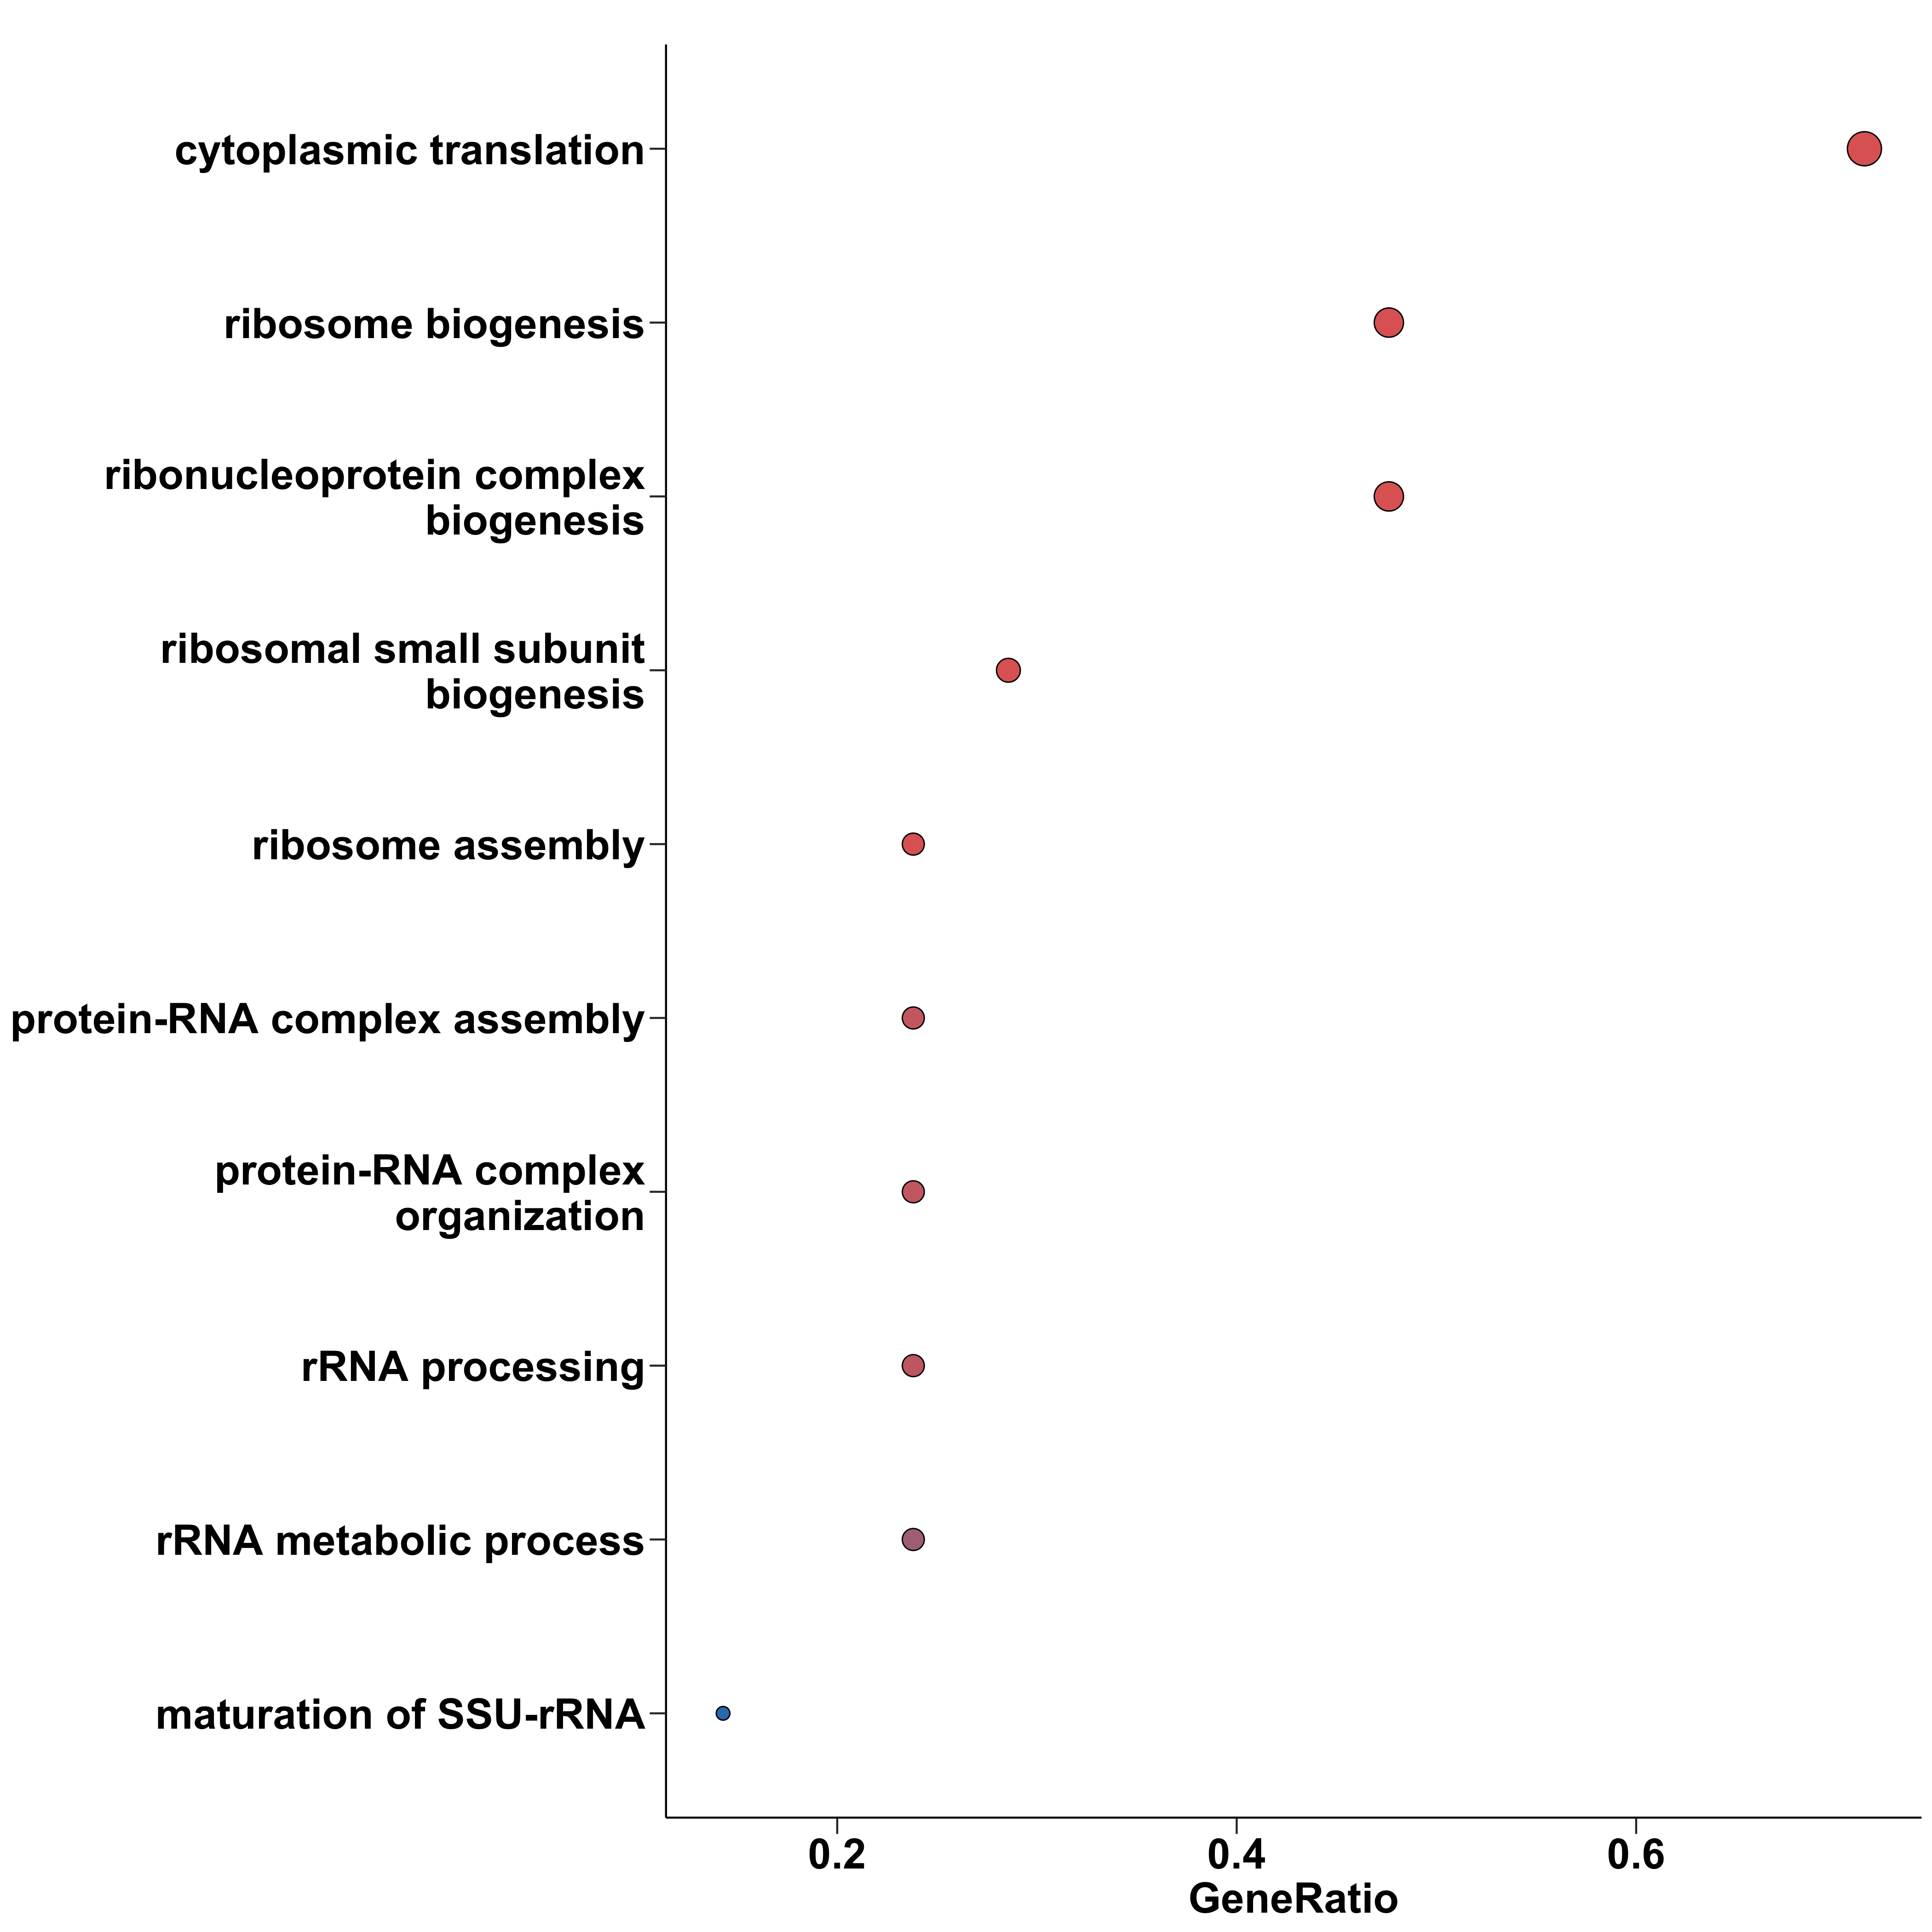 cytoplasmic translation
ribosome biogenesis
ribonucleoprotein complex
biogenesis
ribosomal small subunit
biogenesis
ribosome assembly
protein-RNA complex assembly
protein-RNA complex
organization
rRNA processing
rRNA metabolic process
maturation of SSU-rRNA
0.2 0.4 0.6
GeneRatio